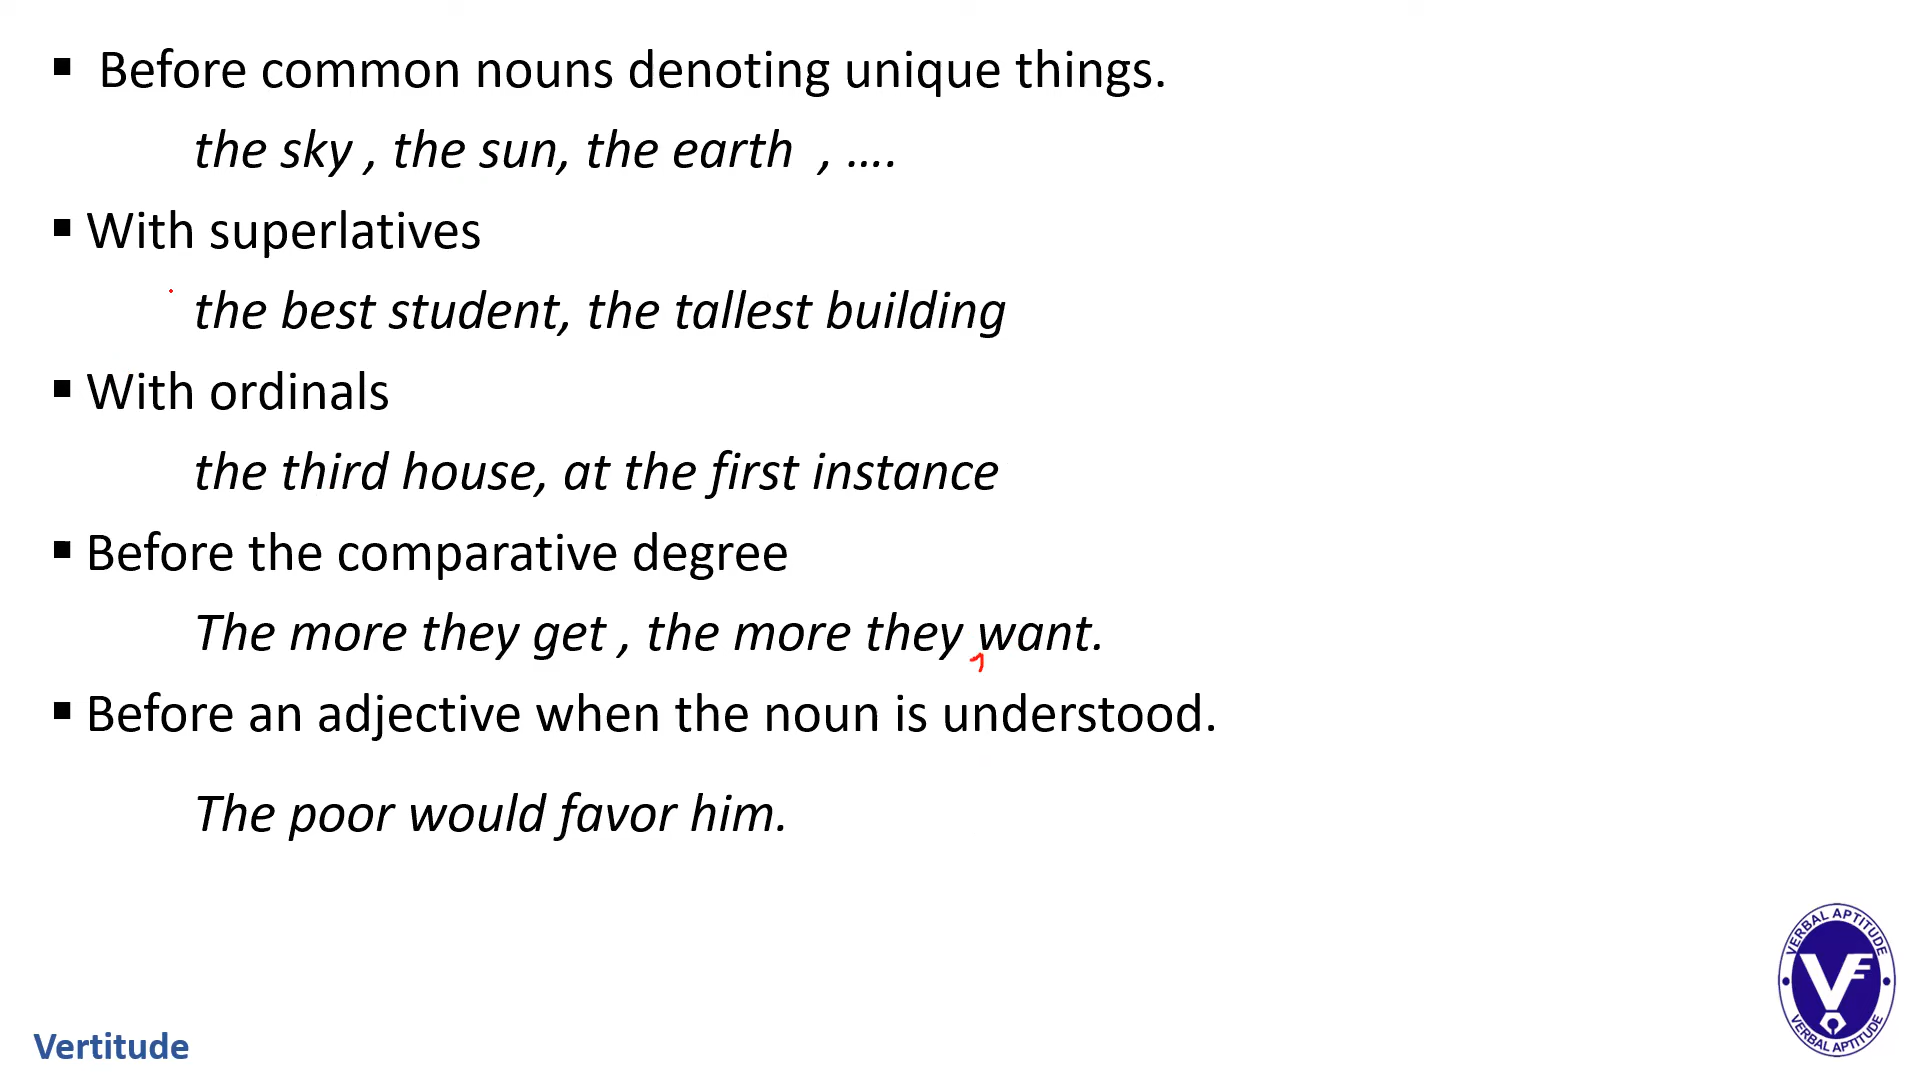 ▪ Before common nouns denoting unique things.
the sky , the sun, the earth , ....
▪ With superlatives
the best student, the tallest building
▪ With ordinals
the third house, at the first instance
▪ Before the comparative degree
The more they get , the more they want.
▪ Before an adjective when the noun is understood.
The poor would favor him.
VERBAL APTITUDE
VE
VERBAL APTITUDE
Vertitude